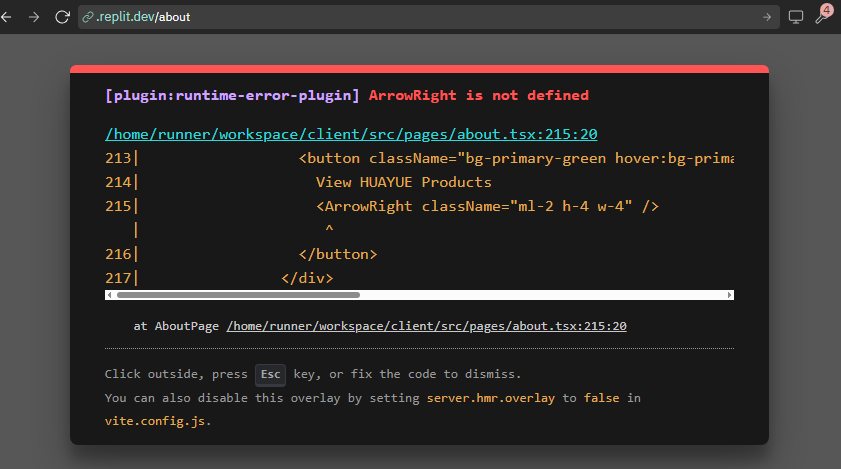 .replit.dev/about
4
[plugin:runtime-error-plugin] ArrowRight is not defined
/home/runner/workspace/client/src/pages/about.tsx:215:20
213|                  <button className="bg-primary-green hover:bg-prima
214|                    View HUAYUE Products
215|                    <ArrowRight className="ml-2 h-4 w-4" />
   |                     ^
216|                  </button>
217|                </div>
at AboutPage /home/runner/workspace/client/src/pages/about.tsx:215:20
Click outside, press Esc key, or fix the code to dismiss.
You can also disable this overlay by setting server.hmr.overlay to false in
vite.config.js.